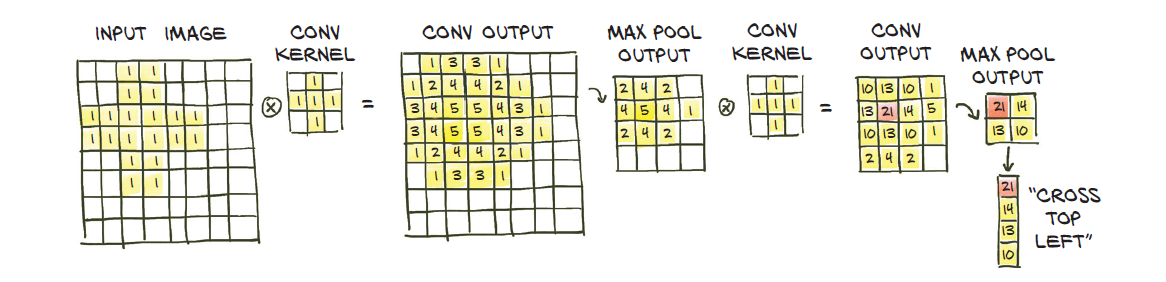 INPUT IMAGE
1 1
1 1
1 1 1 1 1 1
1 1 1 1 1 1
1 1
1 1
CONV
KERNEL
1
1 1 1
1
=
CONV OUTPUT
1 3 3 1
1 2 4 4 2 1
3 4 5 5 4 3 1
3 4 5 5 4 3 1
1 2 4 4 2 1
1 3 3 1
MAX POOL
OUTPUT
2 4 2
4 5 4 1
2 4 2
CONV
KERNEL
1
1 1 1
1
=
CONV
OUTPUT
10 13 10 1
13 21 14 5
10 13 10 1
2 4 2
MAX POOL
OUTPUT
21 14
13 10
21
14
13
10
"CROSS
TOP
LEFT"